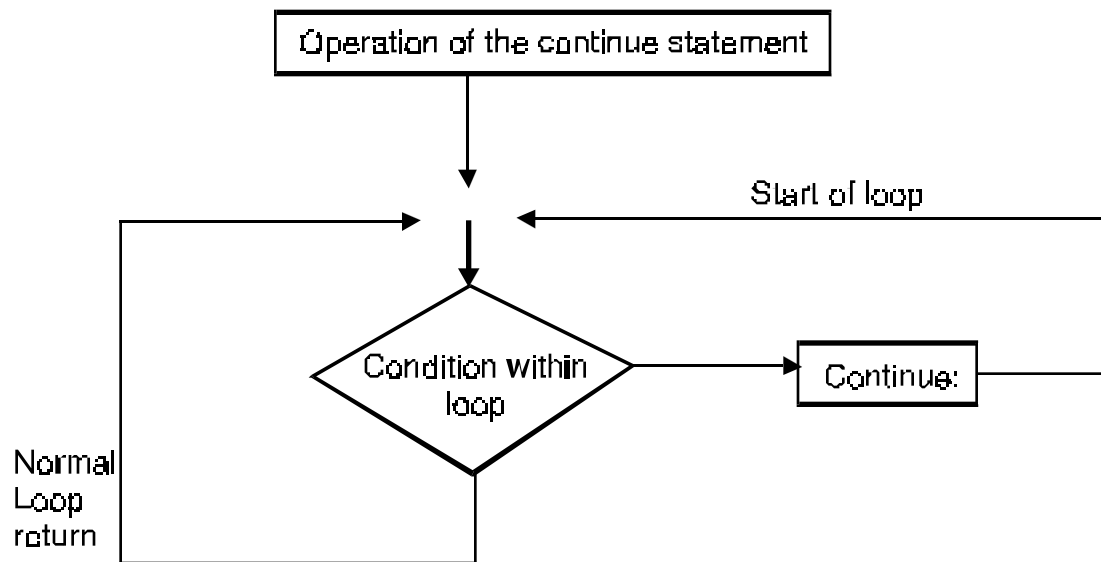 Operation of the continue statement
Start of loop
Condition within
loop
Continue:
Normal
Loop
return